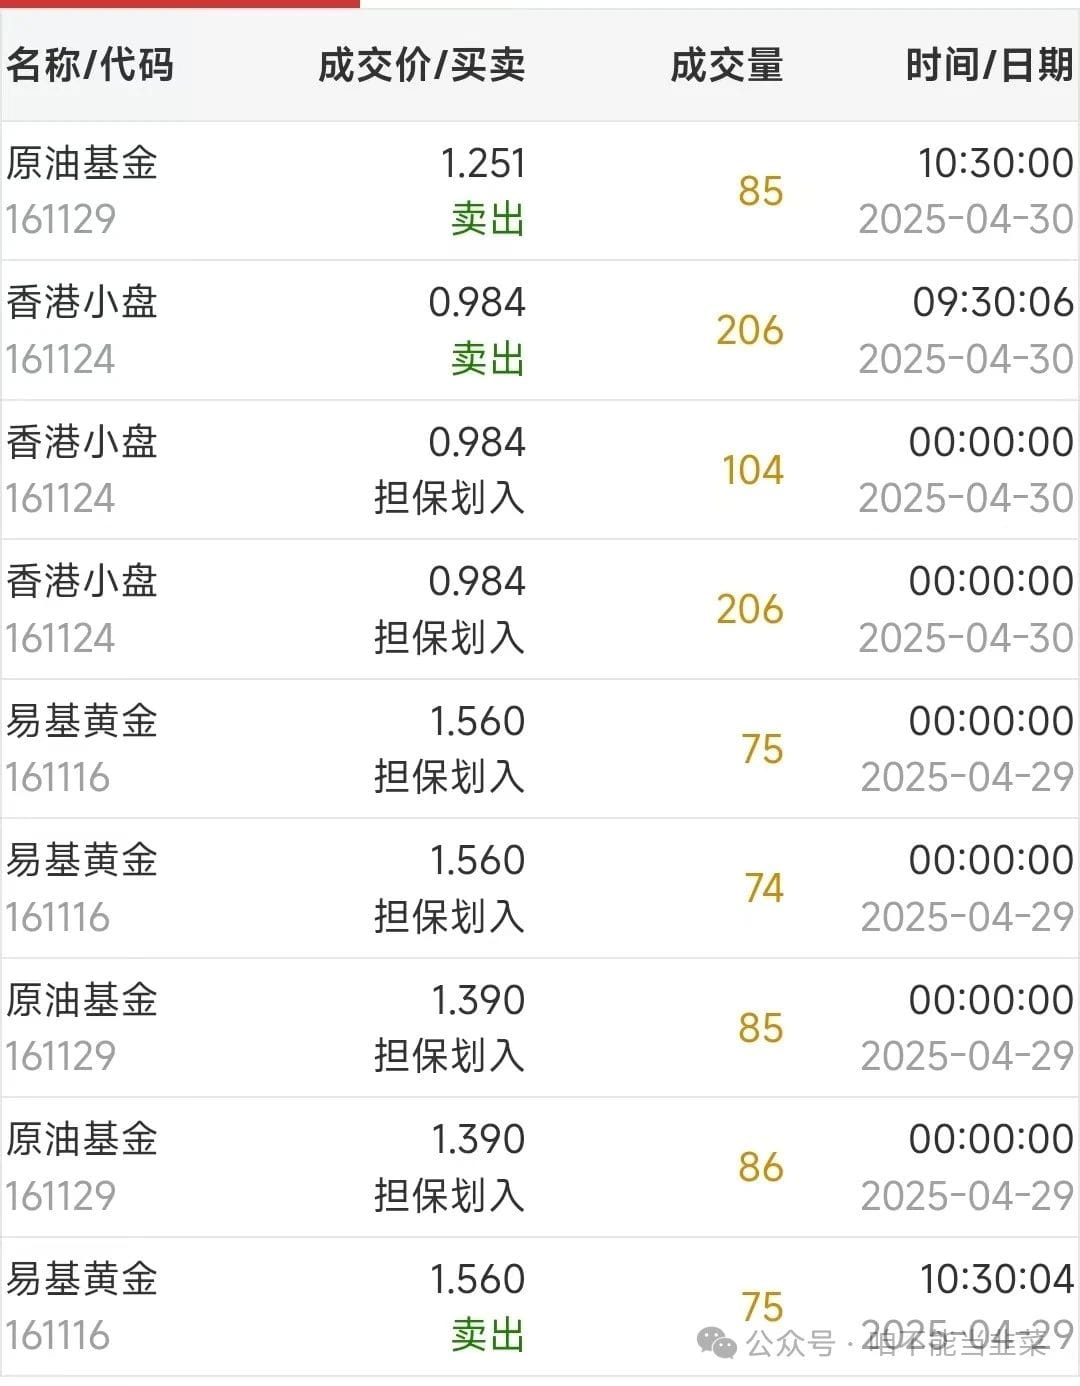 名称/代码 成交价/买卖 成交量 时间/日期
原油基金 1.251 85 10:30:00
161129 卖出 2025-04-30
香港小盘 0.984 206 09:30:06
161124 卖出 2025-04-30
香港小盘 0.984 104 00:00:00
161124 担保划入 2025-04-30
香港小盘 0.984 206 00:00:00
161124 担保划入 2025-04-30
易基黄金 1.560 75 00:00:00
161116 担保划入 2025-04-29
易基黄金 1.560 74 00:00:00
161116 担保划入 2025-04-29
原油基金 1.390 85 00:00:00
161129 担保划入 2025-04-29
原油基金 1.390 86 00:00:00
161129 担保划入 2025-04-29
易基黄金 1.560 75 10:30:04
161116 卖出 2025-04-29
公众号 · 咱不能当韭菜